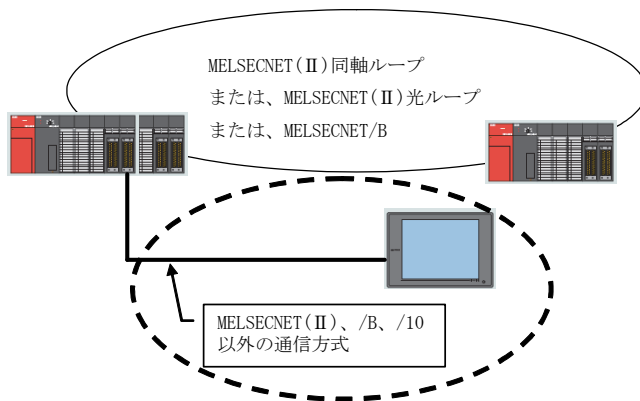 MELSECNET(Ⅱ)同軸ループ
または、MELSECNET(Ⅱ)光ループ
または、MELSECNET/B
MELSECNET(Ⅱ)、/B、/10
以外の通信方式